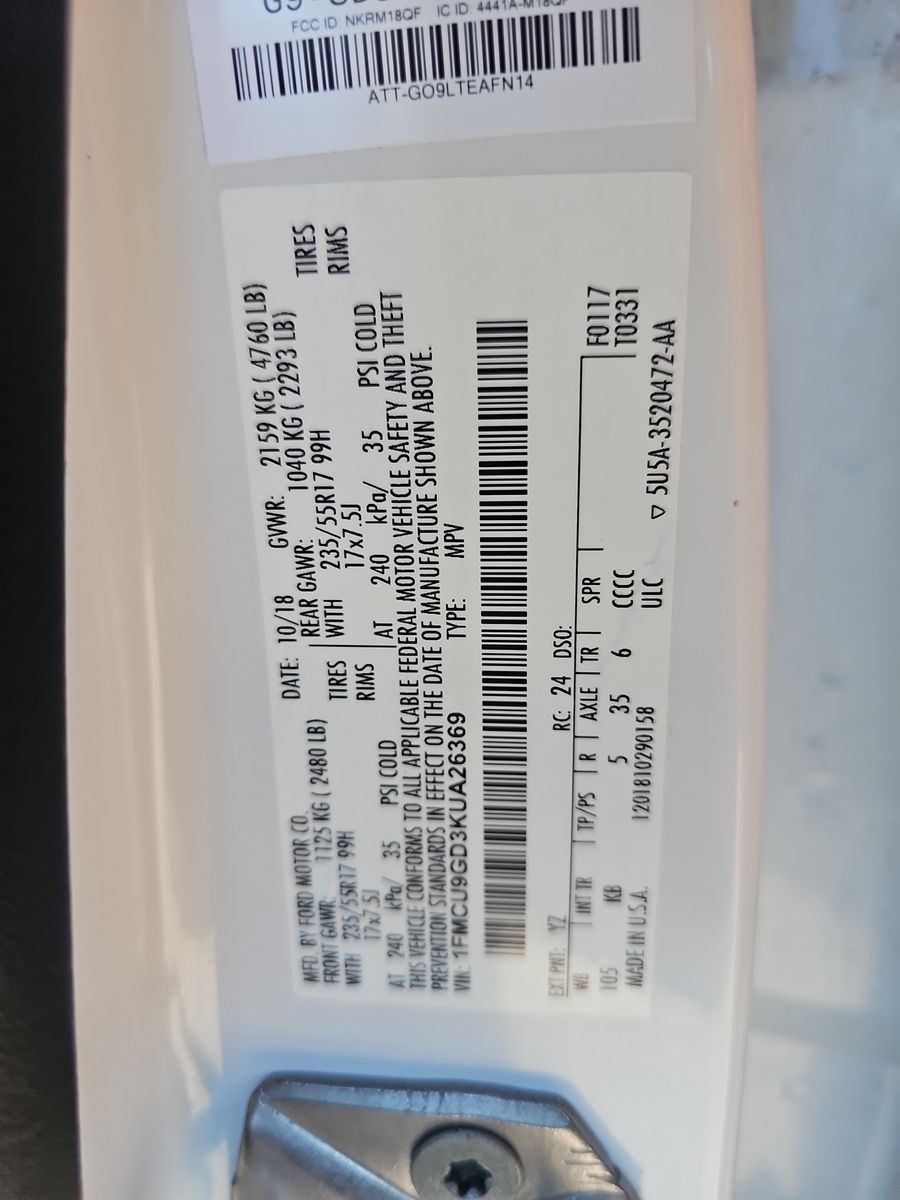 FCC ID: NKRM18QF IC ID: 4441A-M18QF
ATT-GO9LTEAFN14
MFD. BY FORD MOTOR CO. DATE: 10/18 GVWR: 2159 KG ( 4760 LB)
FRONT GAWR: 1125 KG ( 2480 LB) REAR GAWR: 1040 KG ( 2293 LB)
WITH 235/55R17 99H TIRES WITH 235/55R17 99H TIRES
17x7.5J RIMS 17x7.5J RIMS
AT 240 kPa/ 35 PSI COLD AT 240 kPa/ 35 PSI COLD
THIS VEHICLE CONFORMS TO ALL APPLICABLE FEDERAL MOTOR VEHICLE SAFETY AND THEFT
PREVENTION STANDARDS IN EFFECT ON THE DATE OF MANUFACTURE SHOWN ABOVE.
VIN: 1FMCU9GD3KUA26369 TYPE: MPV
EXT PNT: YZ RC: 24 DSO:
WB INT TR TP/PS R AXLE TR SPR F0117
105 KB 5 35 6 CCCC T0331
MADE IN U.S.A. 1201810290158 ULC ▽ 5U5A-3520472-AA